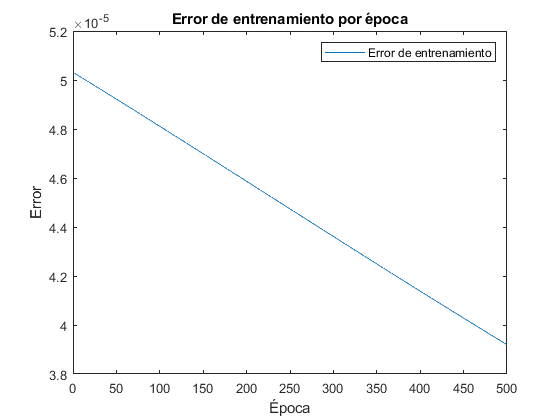 Error de entrenamiento por época
×10-5
5.2
5
4.8
4.6
4.4
4.2
4
3.8
Error
Error de entrenamiento
0 50 100 150 200 250 300 350 400 450 500
Época